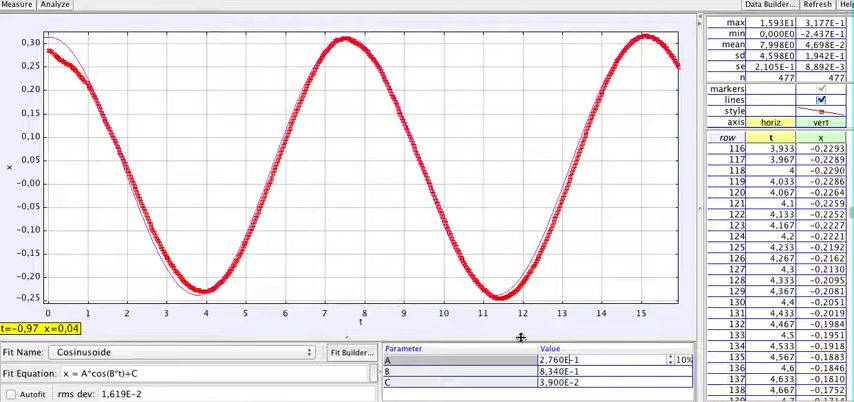 Measure Analyze Data Builder... Refresh Help
max 1,593E1 3,177E-1
min 0,000E0 -2,437E-1
mean 7,998E0 4,698E-2
sd 4,598E0 1,942E-1
se 2,105E-1 8,892E-3
n 477 477
markers
lines
style
axis horiz vert
row t x
116 3,933 -0.2293
117 3,967 -0.2289
118 4 -0.2290
119 4,033 -0.2286
120 4,067 -0.2264
121 4,1 -0.2259
122 4,133 -0.2252
123 4,167 -0.2227
124 4,2 -0.2221
125 4,233 -0.2192
126 4,267 -0.2162
127 4,3 -0.2130
128 4,333 -0.2095
129 4,367 -0.2081
130 4,4 -0.2051
131 4,433 -0.2019
132 4,467 -0.1984
133 4,5 -0.1951
134 4,533 -0.1918
135 4,567 -0.1883
136 4,6 -0.1846
137 4,633 -0.1810
138 4,667 -0.1752
0,30
0,25
0,20
0,15
0,10
0,05
-0,00
-0,05
-0,10
-0,15
-0,20
-0,25
x
0 1 2 3 4 5 6 7 8 9 10 11 12 13 14 15
t
t=-0,97 x=0,04
Fit Name: Cosinusoide Fit Builder...
Fit Equation: x = A*cos(B*t)+C
Autofit rms dev: 1,619E-2
Parameter Value
A 2,760E-1 10%
B 8,340E-1
C 3,900E-2